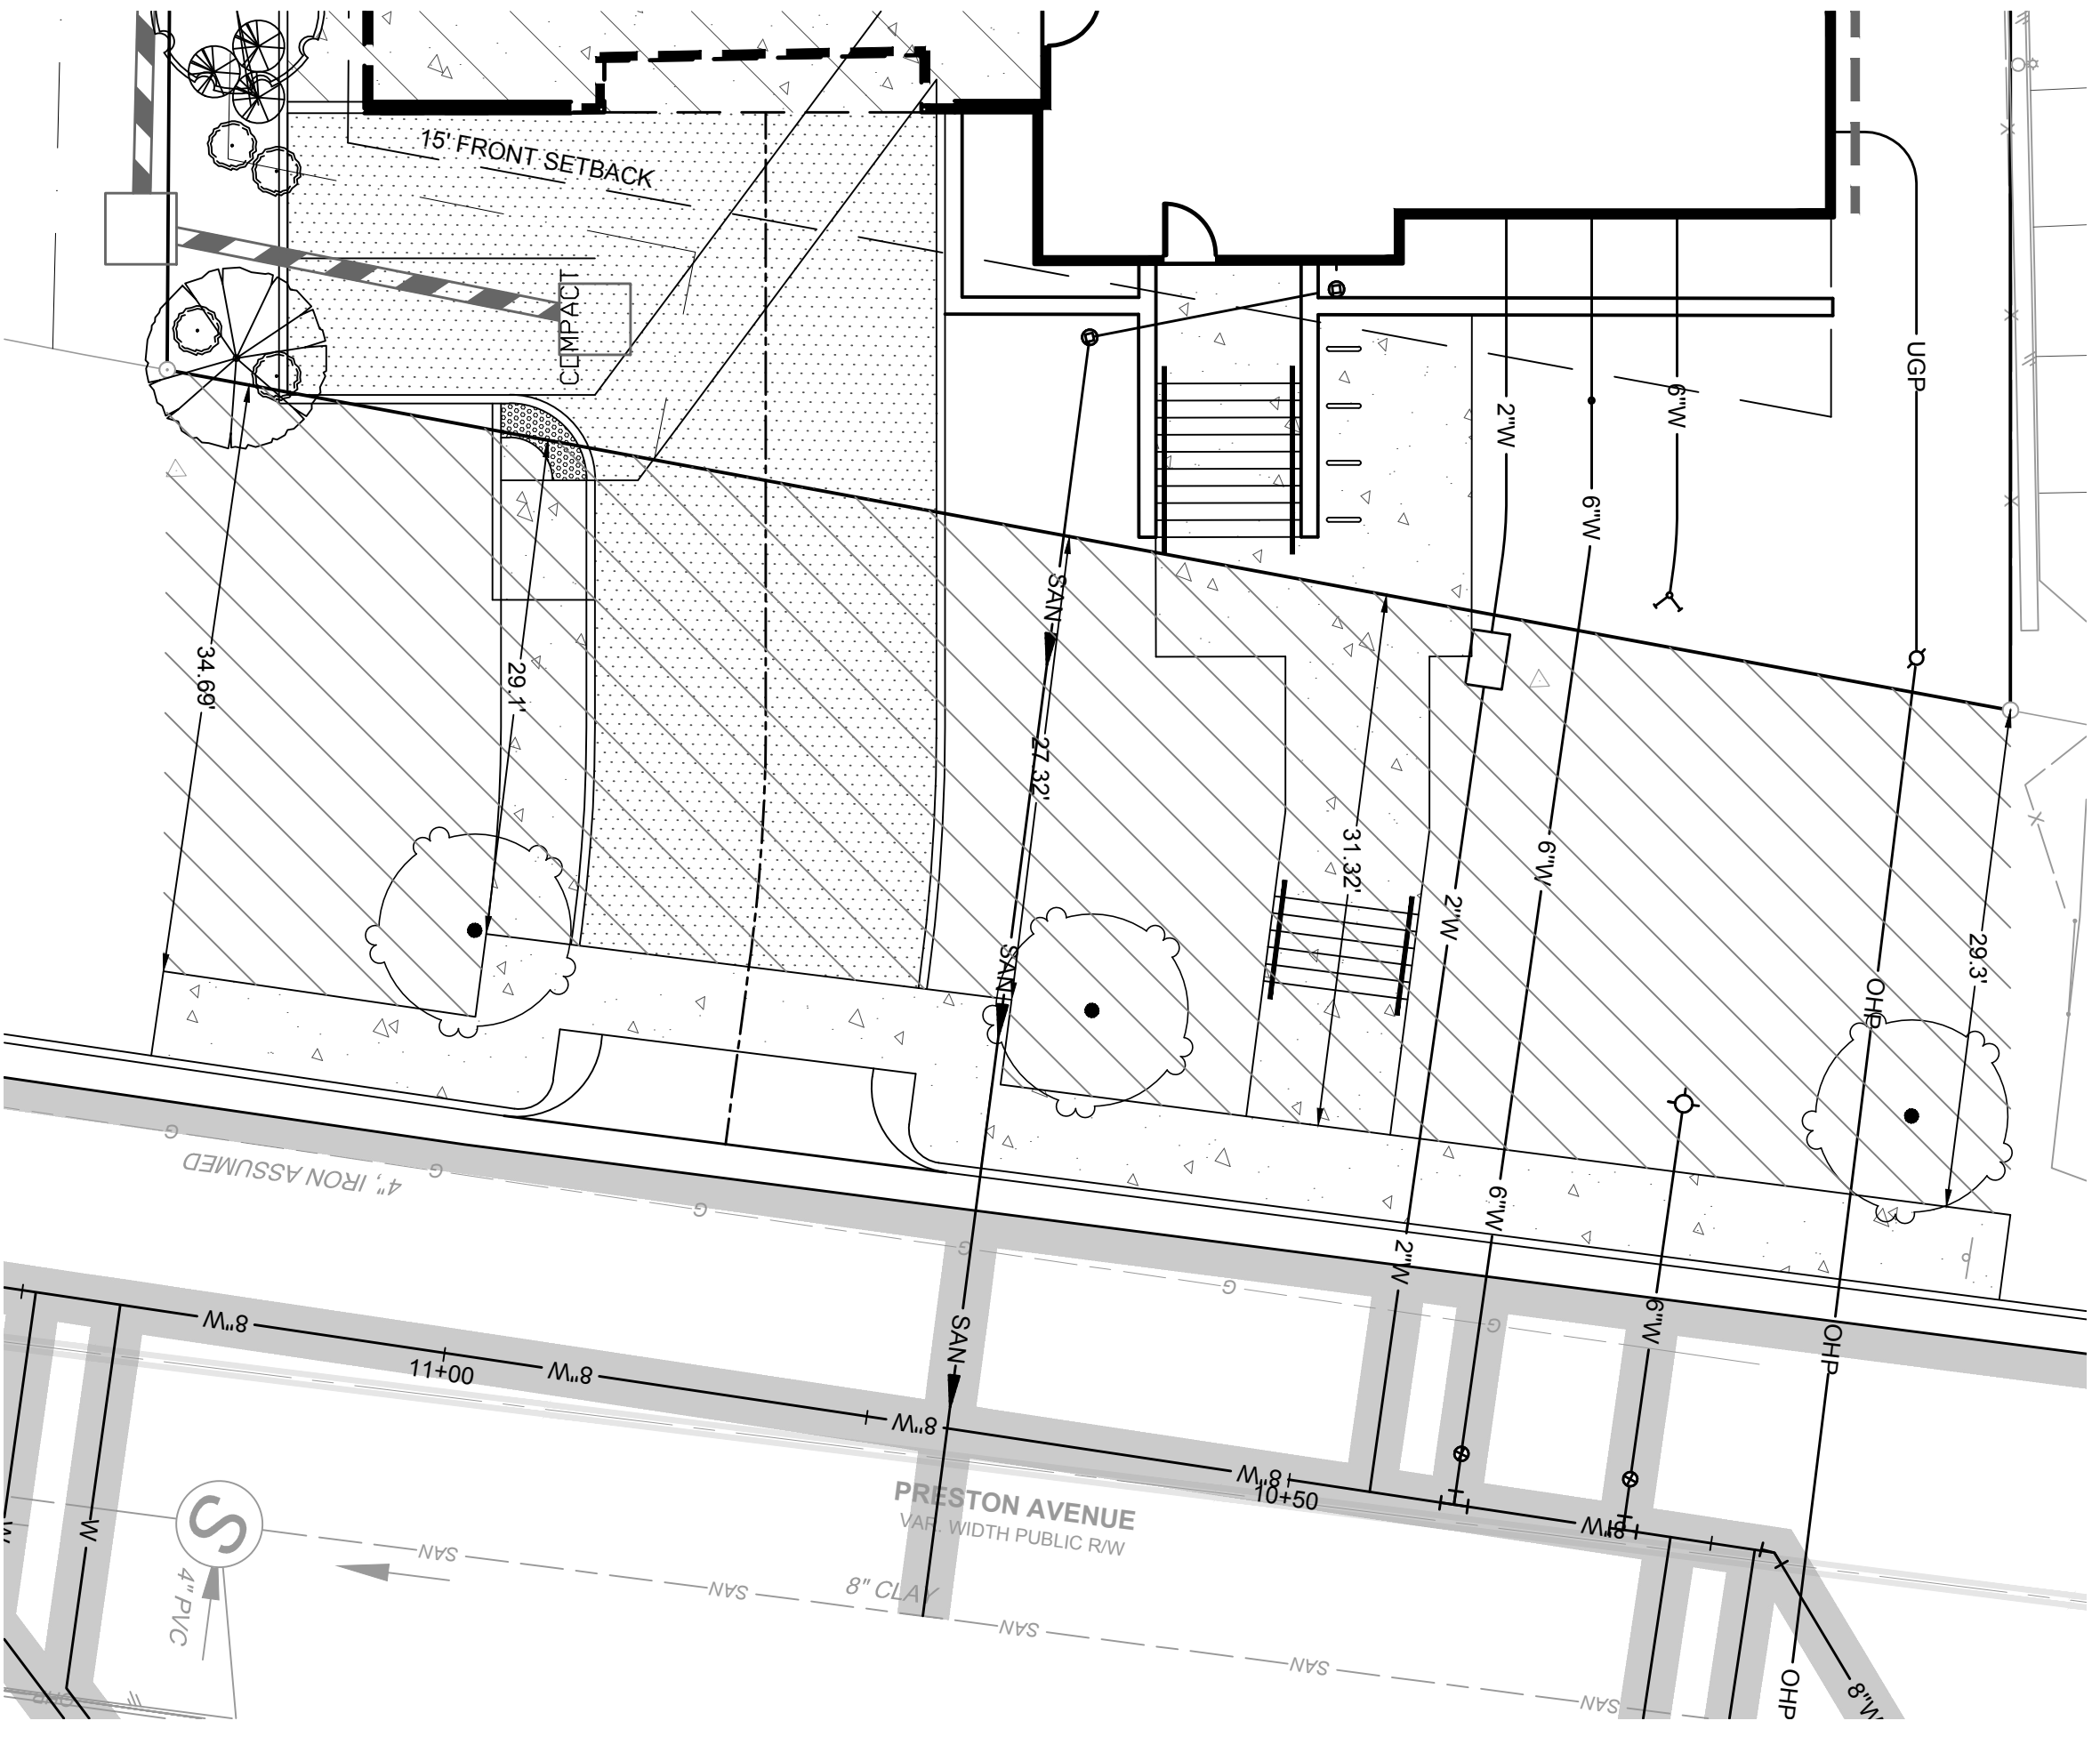 15' FRONT SETBACK
COMPACT
UGP
2"W
6"W
6"W
SAN
34.69'
29.1'
27.32'
31.32'
6"W
2"W
SAN
29.3'
OHP
G
4", IRON ASSUMED
G
G
G
G
G
6"W
2"W
6"W
OHP
8"W
SAN
11+00
8"W
8"W
8"W
10+50
8"W
PRESTON AVENUE
VAR. WIDTH PUBLIC R/W
S
W
W
SAN
4" PVC
SAN
8" CLAY
SAN
SAN
SAN
OHP
OHP
8"W